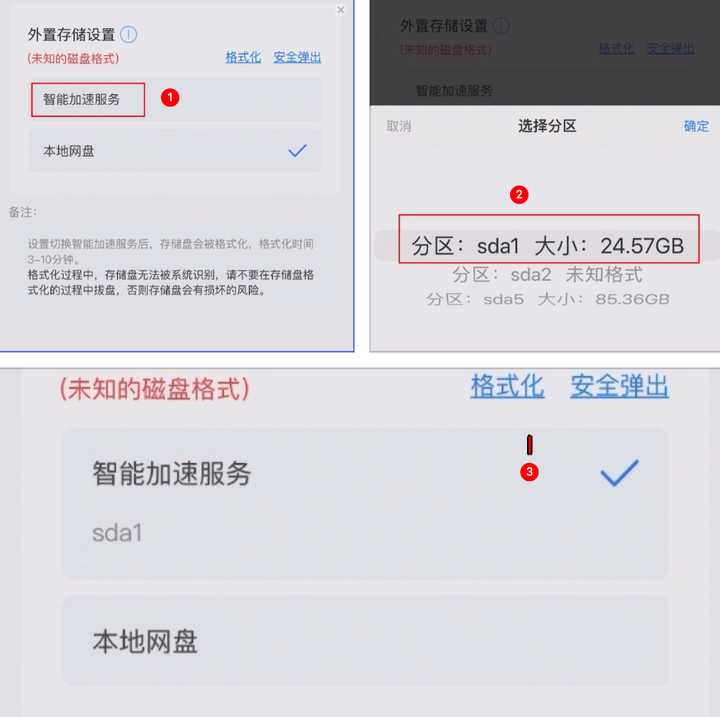 外置存储设置
(未知的磁盘格式)
格式化 安全弹出
智能加速服务
1
本地网盘
备注：
设置切换智能加速服务后，存储盘会被格式化，格式化时间
3-10分钟。
格式化过程中，存储盘无法被系统识别，请不要在存储盘格
式化的过程中拔盘，否则存储盘会有损坏的风险。
外置存储设置
(未知的磁盘格式)
格式化 安全弹出
智能加速服务
取消 选择分区 确定
2
分区：sda1 大小：24.57GB
分区：sda2 未知格式
分区：sda5 大小：85.36GB
(未知的磁盘格式) 格式化 安全弹出
智能加速服务
3
sda1
本地网盘